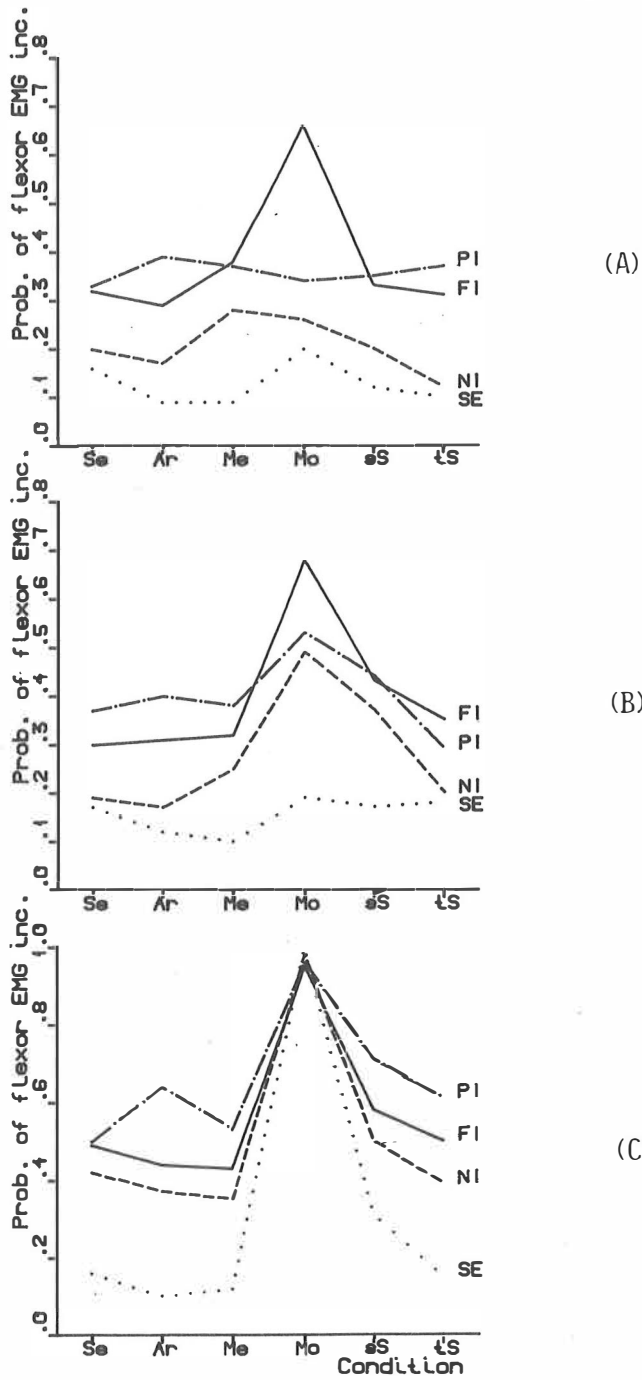 Prob. of flexor EMG inc.
.8
.7
.6
.5
.4
.3
.2
.1
.0
PI
FI
NI
SE
(A)
Se Ar Me Mo sS tS
Prob. of flexor EMG inc.
.8
.7
.6
.5
.4
.3
.2
.1
.0
FI
PI
NI
SE
(B)
Se Ar Me Mo sS tS
Prob. of flexor EMG inc.
1.0
.8
.6
.4
.2
.0
PI
FI
NI
SE
(C
Se Ar Me Mo sS tS
Condition